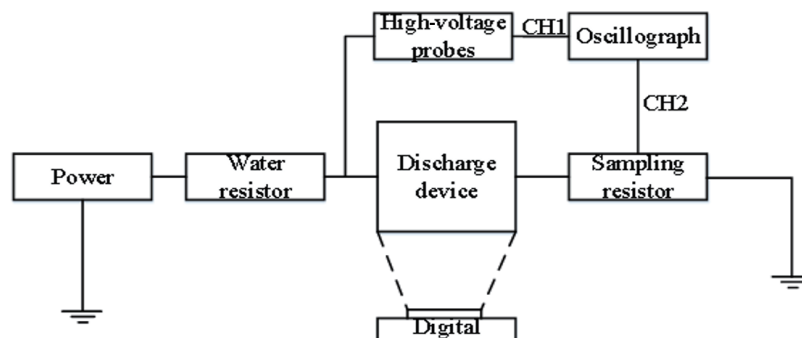 High-voltage
probes
CH1
Oscillograph
CH2
Power
Water
resistor
Discharge
device
Sampling
resistor
Digital